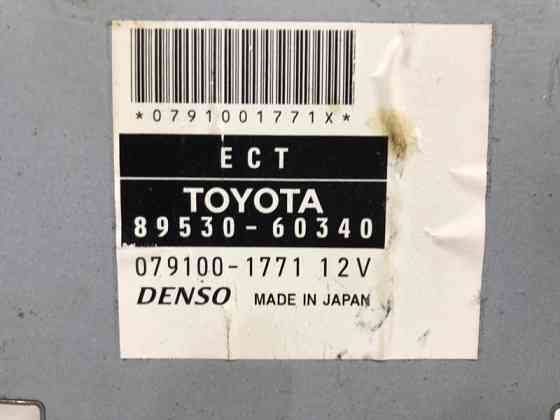 *0791001771X*
ECT
TOYOTA
89530-60340
079100-1771 12V
DENSO MADE IN JAPAN